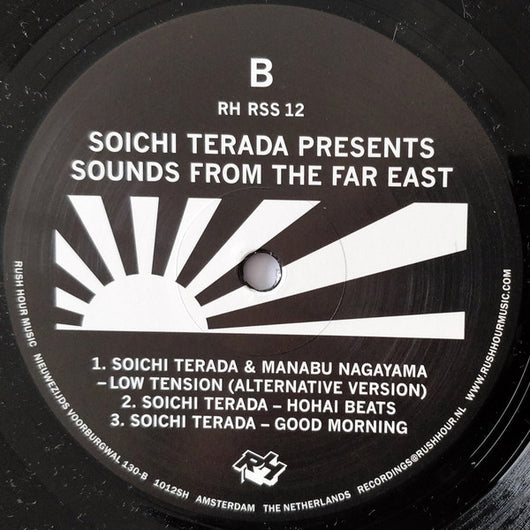 B
RH RSS 12
SOICHI TERADA PRESENTS
SOUNDS FROM THE FAR EAST
1. SOICHI TERADA & MANABU NAGAYAMA
– LOW TENSION (ALTERNATIVE VERSION)
2. SOICHI TERADA – HOHAI BEATS
3. SOICHI TERADA – GOOD MORNING
RH
RUSH HOUR MUSIC NIEUWEZIJDS VOORBURGWAL 130-B 1012SH AMSTERDAM THE NETHERLANDS RECORDINGS@RUSHHOUR.NL WWW.RUSHHOURMUSIC.COM